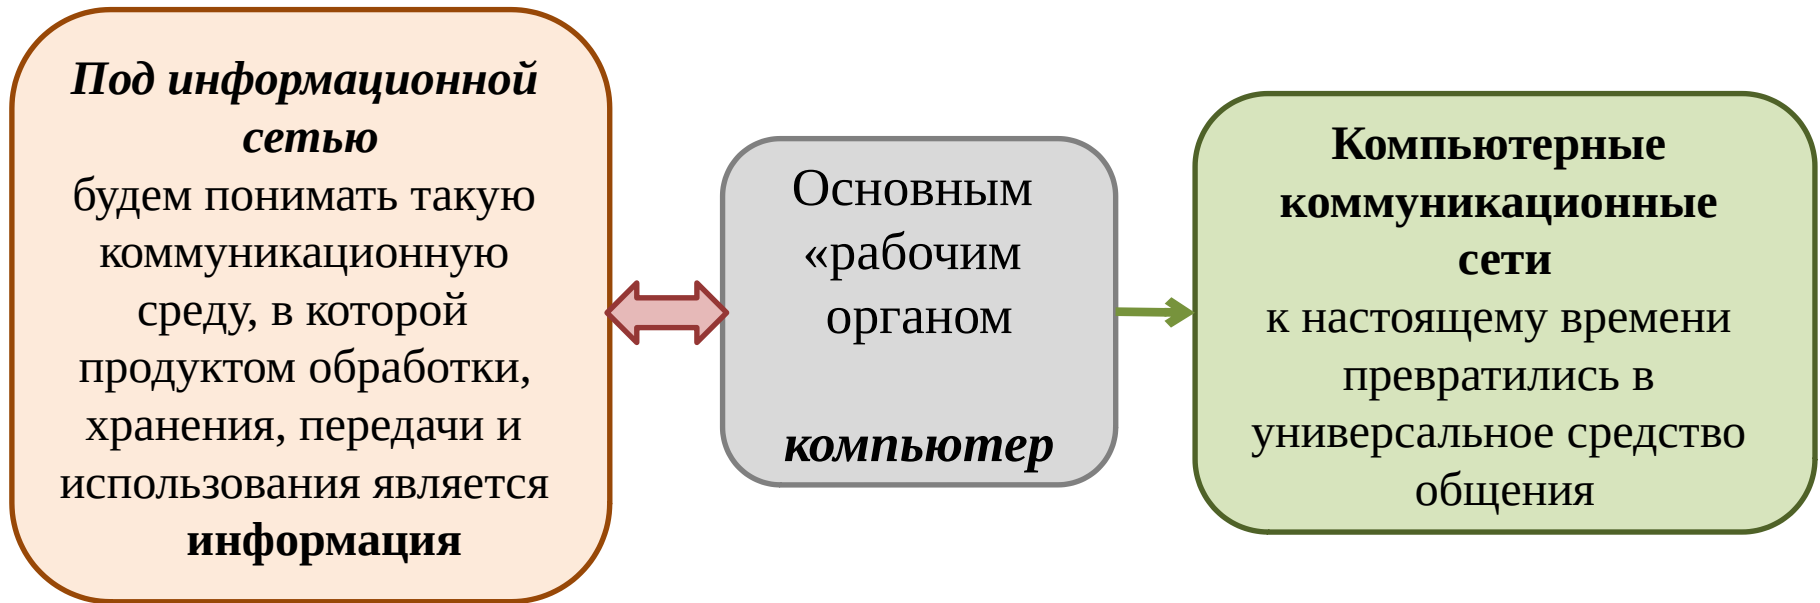 Под информационной
сетью
будем понимать такую
коммуникационную
среду, в которой
продуктом обработки,
хранения, передачи и
использования является
информация
Основным
«рабочим
органом
компьютер
Компьютерные
коммуникационные
сети
к настоящему времени
превратились в
универсальное средство
общения